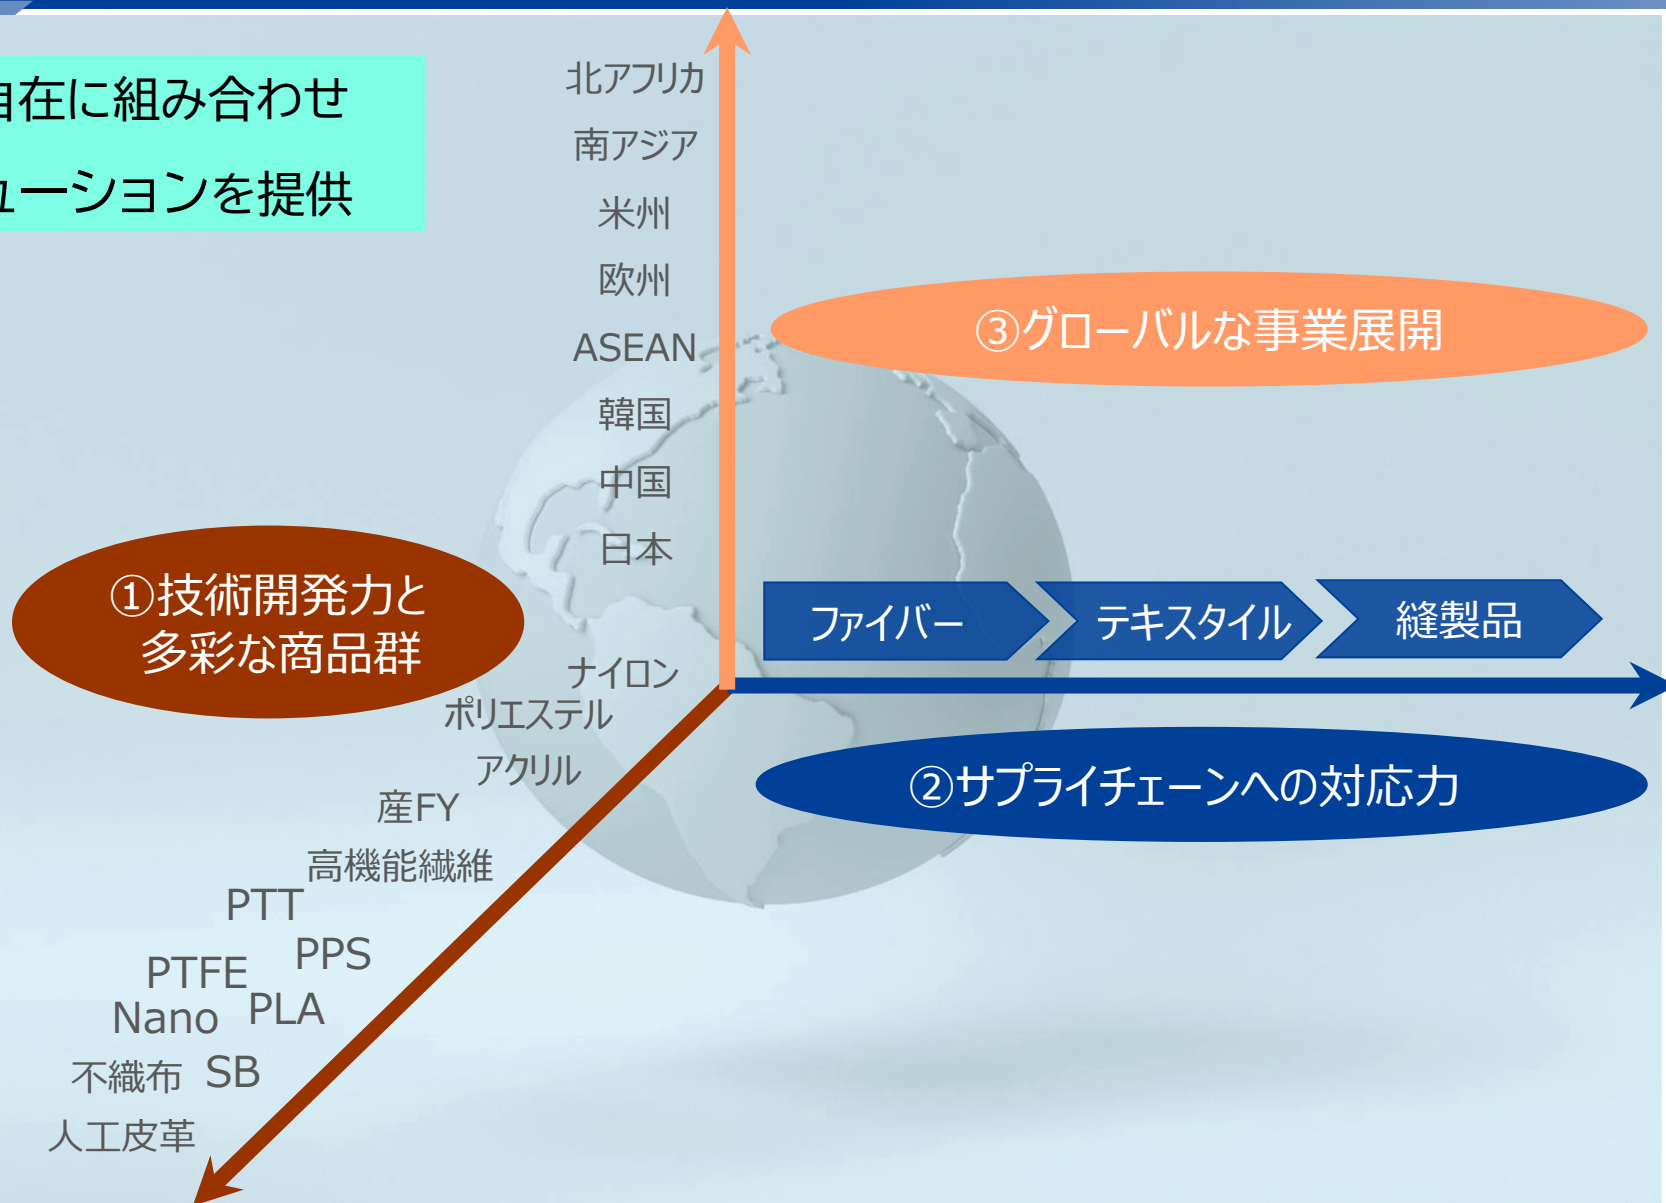 自在に組み合わせ
ューションを提供
北アフリカ
南アジア
米州
欧州
ASEAN
韓国
中国
日本
③グローバルな事業展開
①技術開発力と
多彩な商品群
ファイバー
テキスタイル
縫製品
②サプライチェーンへの対応力
ナイロン
ポリエステル
アクリル
産FY
高機能繊維
PTT
PPS
PTFE
PLA
Nano
不織布
SB
人工皮革